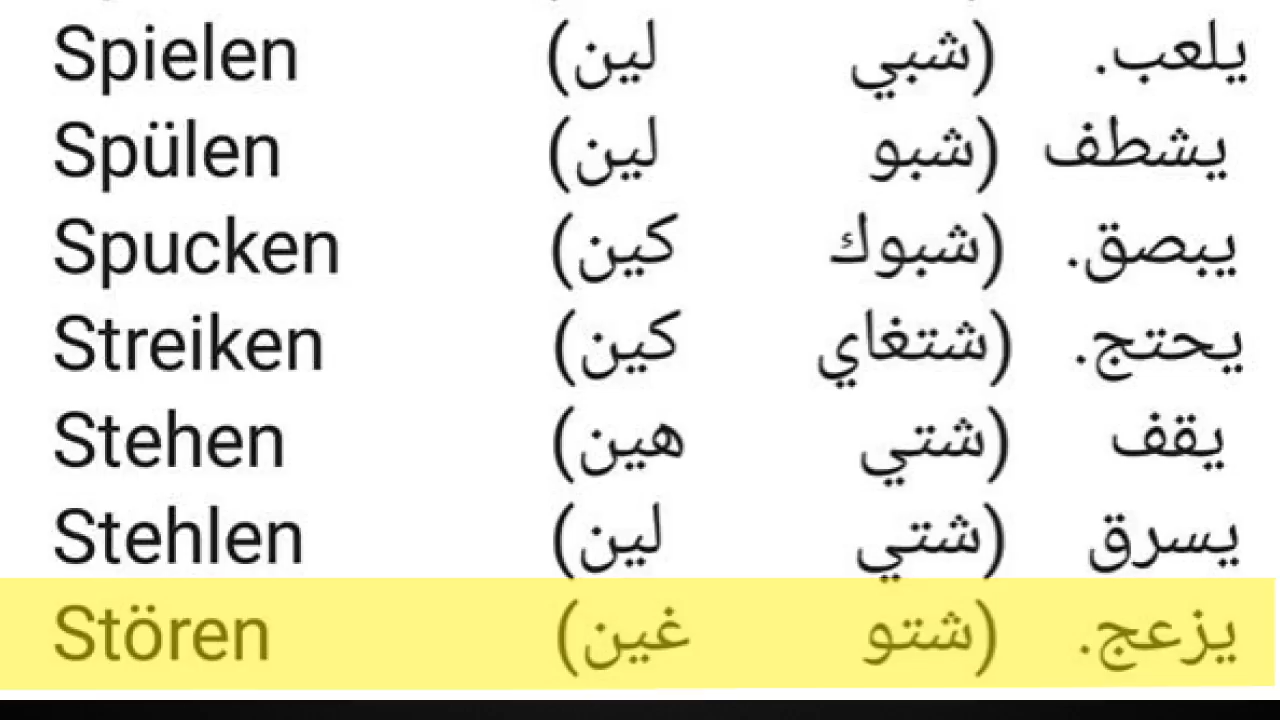 Spielen (شبي لين) يلعب.
Spülen (شبو لين) يشطف
Spucken (شبوك كين) يبصق.
Streiken (شتغاي كين) يحتج.
Stehen (شتي هين) يقف
Stehlen (شتي لين) يسرق
Stören (شتو غين) يزعج.